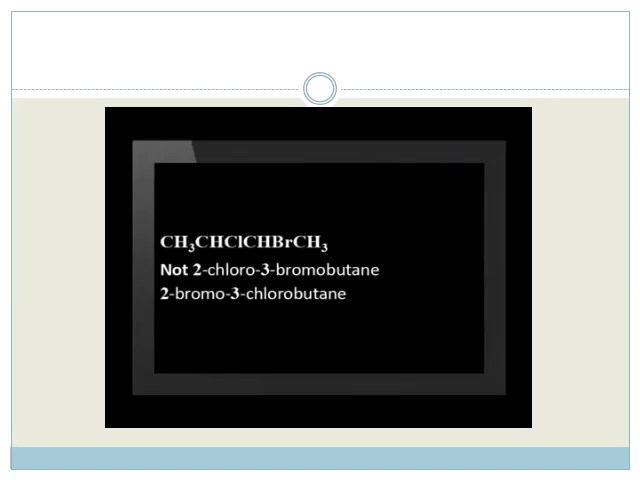 CH₃CHClCHBrCH₃
Not 2-chloro-3-bromobutane
2-bromo-3-chlorobutane